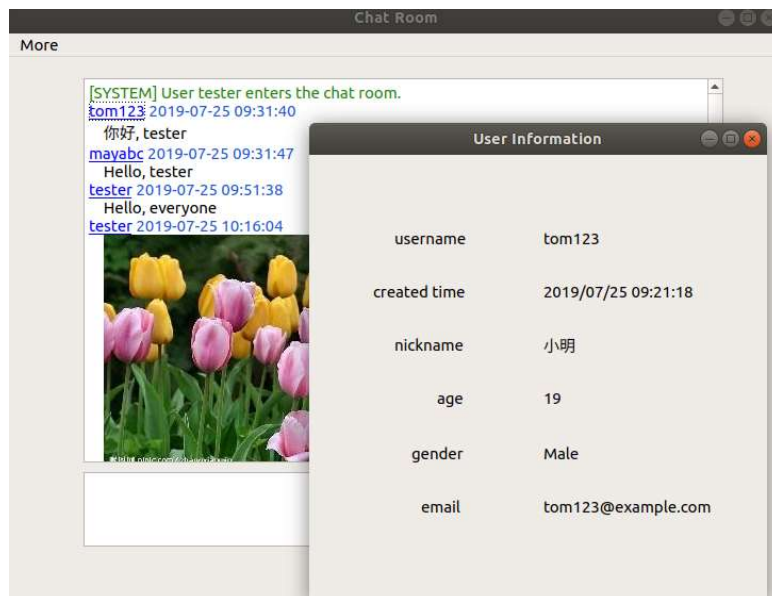 Chat Room
More
[SYSTEM] User tester enters the chat room.
tom123 2019-07-25 09:31:40
你好, tester
mayabc 2019-07-25 09:31:47
Hello, tester
tester 2019-07-25 09:51:38
Hello, everyone
tester 2019-07-25 10:16:04
User Information
username tom123
created time 2019/07/25 09:21:18
nickname 小明
age 19
gender Male
email tom123@example.com